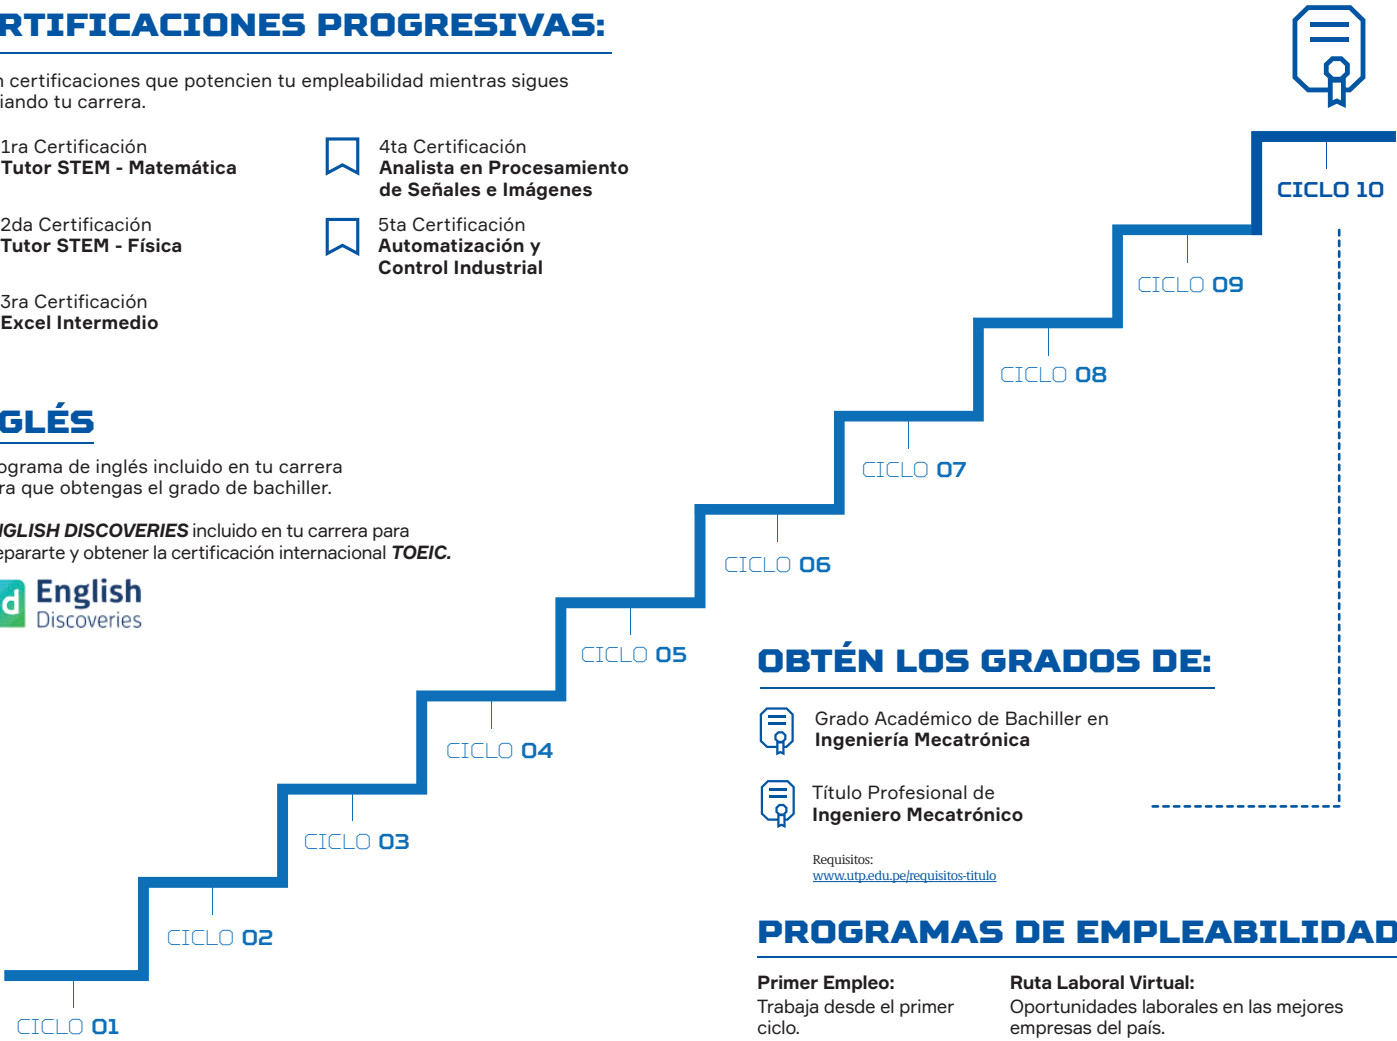 RTIFICACIONES PROGRESIVAS:
n certificaciones que potencien tu empleabilidad mientras sigues
iando tu carrera.
1ra Certificación
Tutor STEM - Matemática
2da Certificación
Tutor STEM - Física
3ra Certificación
Excel Intermedio
4ta Certificación
Analista en Procesamiento
de Señales e Imágenes
5ta Certificación
Automatización y
Control Industrial
GLÉS
ograma de inglés incluido en tu carrera
ra que obtengas el grado de bachiller.
NGLISH DISCOVERIES incluido en tu carrera para
epararte y obtener la certificación internacional TOEIC.
d English
Discoveries
CICLO 10
CICLO 09
CICLO 08
CICLO 07
CICLO 06
CICLO 05
CICLO 04
CICLO 03
CICLO 02
CICLO 01
OBTÉN LOS GRADOS DE:
Grado Académico de Bachiller en
Ingeniería Mecatrónica
Título Profesional de
Ingeniero Mecatrónico
Requisitos:
www.utp.edu.pe/requisitos-titulo
PROGRAMAS DE EMPLEABILIDAD
Primer Empleo:
Trabaja desde el primer
ciclo.
Ruta Laboral Virtual:
Oportunidades laborales en las mejores
empresas del país.